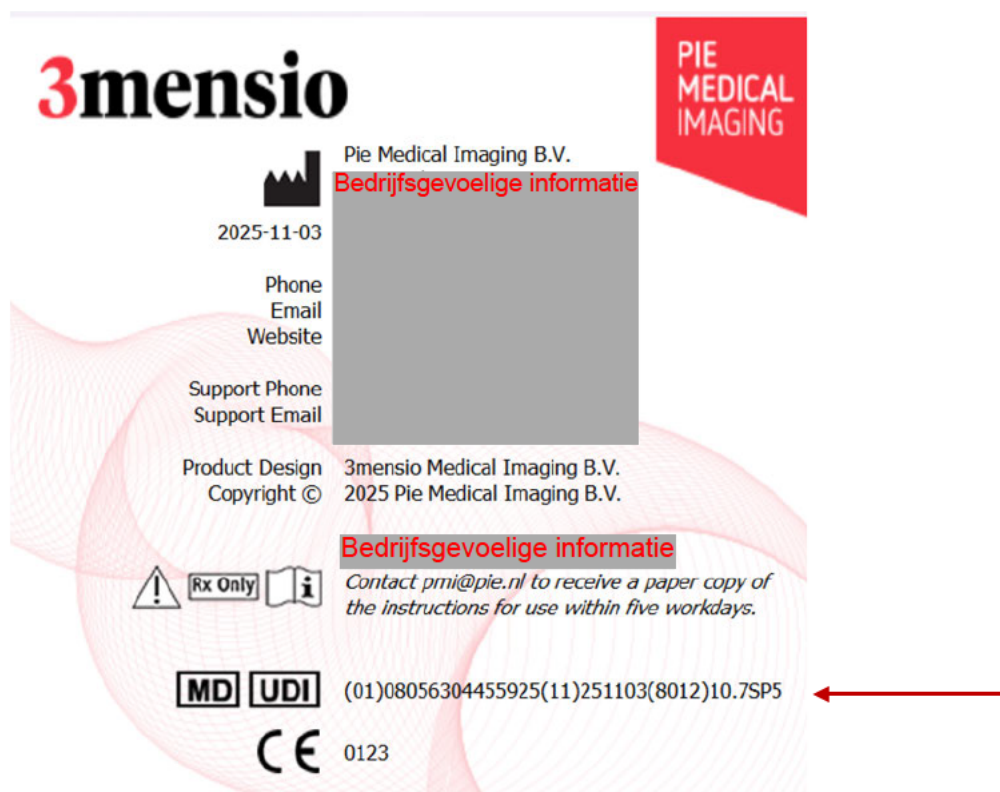 3mensio
PIE
MEDICAL
IMAGING
Pie Medical Imaging B.V.
Bedrijfsgevoelige informatie
2025-11-03
Phone
Email
Website
Support Phone
Support Email
Product Design 3mensio Medical Imaging B.V.
Copyright © 2025 Pie Medical Imaging B.V.
Bedrijfsgevoelige informatie
Rx Only i Contact pmi@pie.nl to receive a paper copy of
the instructions for use within five workdays.
MD UDI (01)08056304455925(11)251103(8012)10.7SP5
CE 0123